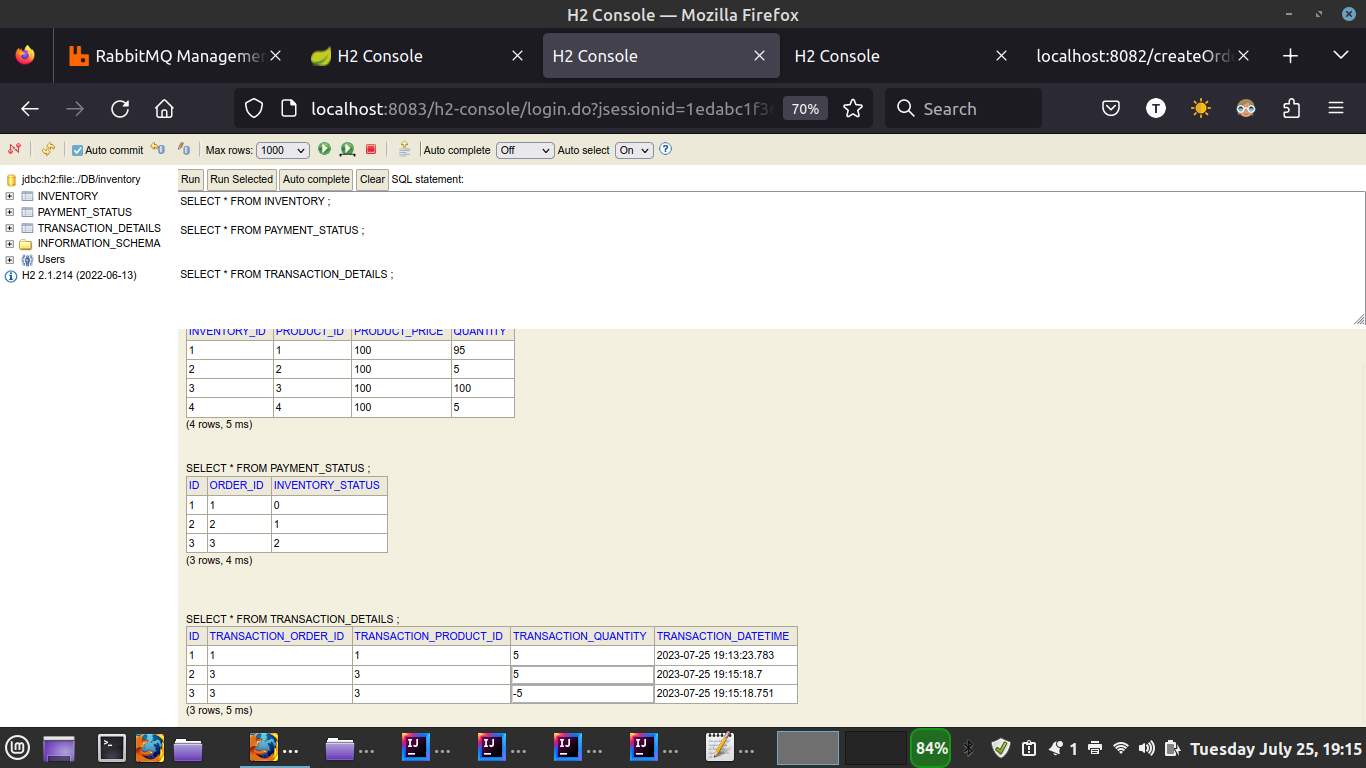 H2 Console — Mozilla Firefox
RabbitMQ Managemen
H2 Console
H2 Console
H2 Console
localhost:8082/createOrd
localhost:8083/h2-console/login.do?jsessionid=1edabc1f3
70%
Search
T
Auto commit
Max rows: 1000
Auto complete Off
Auto select On
jdbc:h2:file:./DB/inventory
INVENTORY
PAYMENT_STATUS
TRANSACTION_DETAILS
INFORMATION_SCHEMA
Users
H2 2.1.214 (2022-06-13)
Run Run Selected Auto complete Clear SQL statement:
SELECT * FROM INVENTORY ;
SELECT * FROM PAYMENT_STATUS ;
SELECT * FROM TRANSACTION_DETAILS ;
INVENTORY_ID PRODUCT_ID PRODUCT_PRICE QUANTITY
1 1 100 95
2 2 100 5
3 3 100 100
4 4 100 5
(4 rows, 5 ms)
SELECT * FROM PAYMENT_STATUS ;
ID ORDER_ID INVENTORY_STATUS
1 1 0
2 2 1
3 3 2
(3 rows, 4 ms)
SELECT * FROM TRANSACTION_DETAILS ;
ID TRANSACTION_ORDER_ID TRANSACTION_PRODUCT_ID TRANSACTION_QUANTITY TRANSACTION_DATETIME
1 1 1 5 2023-07-25 19:13:23.783
2 3 3 5 2023-07-25 19:15:18.7
3 3 3 -5 2023-07-25 19:15:18.751
(3 rows, 5 ms)
... ... IJ ... IJ ... IJ ... IJ ... ... 84% 1 Tuesday July 25, 19:15